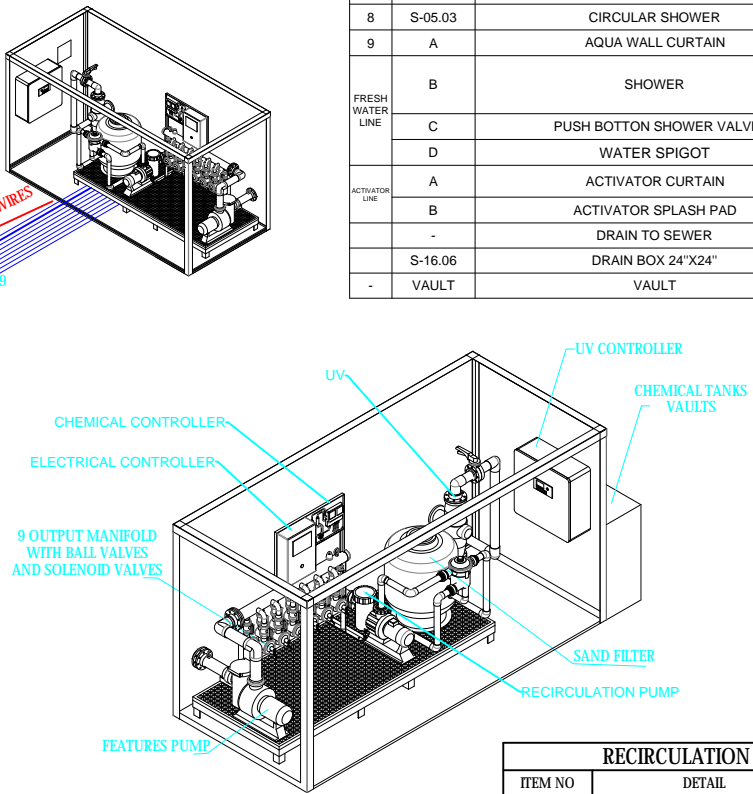 8 S-05.03 CIRCULAR SHOWER
9 A AQUA WALL CURTAIN
FRESH
WATER
LINE
B SHOWER
C PUSH BOTTON SHOWER VALV
D WATER SPIGOT
ACTIVATOR
LINE
A ACTIVATOR CURTAIN
B ACTIVATOR SPLASH PAD
- DRAIN TO SEWER
S-16.06 DRAIN BOX 24"X24"
- VAULT VAULT
WIRES
9
UV CONTROLLER
UV
CHEMICAL TANKS
VAULTS
CHEMICAL CONTROLLER
ELECTRICAL CONTROLLER
9 OUTPUT MANIFOLD
WITH BALL VALVES
AND SOLENOID VALVES
SAND FILTER
RECIRCULATION PUMP
FEATURES PUMP
RECIRCULATION
ITEM NO DETAIL